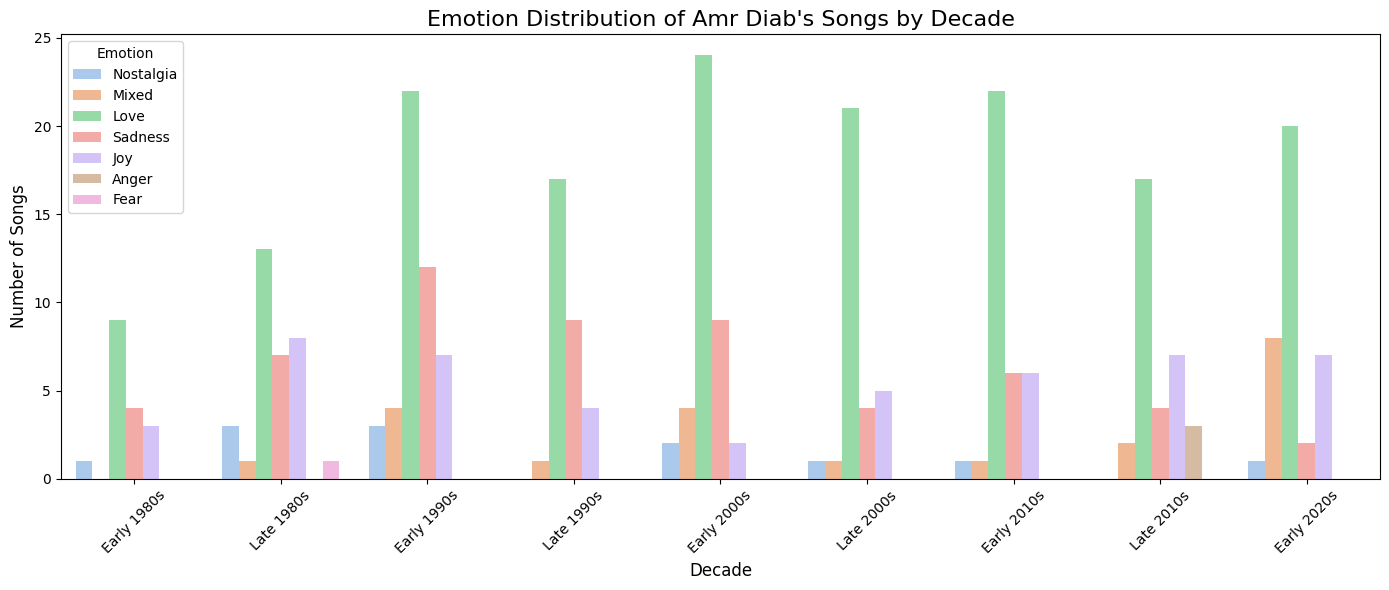 Emotion Distribution of Amr Diab's Songs by Decade
Number of Songs
25
20
15
10
5
0
Emotion
Nostalgia
Mixed
Love
Sadness
Joy
Anger
Fear
Early 1980s
Late 1980s
Early 1990s
Late 1990s
Early 2000s
Late 2000s
Early 2010s
Late 2010s
Early 2020s
Decade